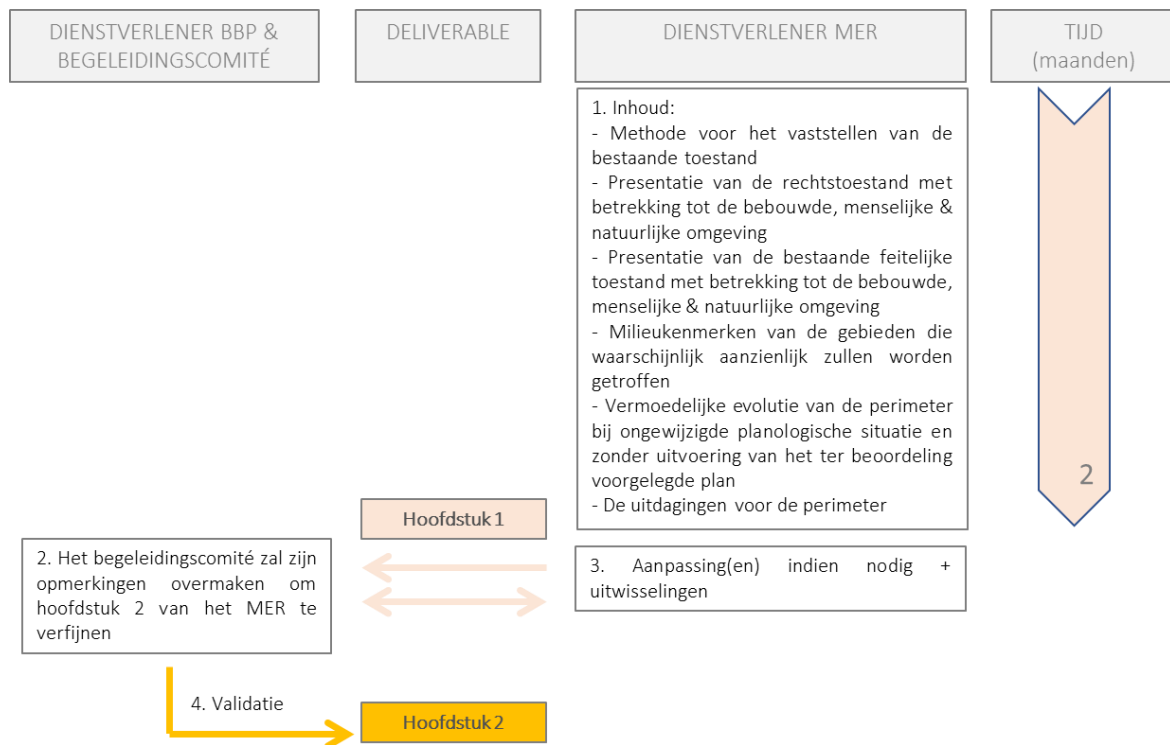 DIENSTVERLENER BBP &
BEGELEIDINGSCOMITÉ
DELIVERABLE
DIENSTVERLENER MER
TIJD
(maanden)
1. Inhoud:
- Methode voor het vaststellen van de
bestaande toestand
- Presentatie van de rechtstoestand met
betrekking tot de bebouwde, menselijke &
natuurlijke omgeving
- Presentatie van de bestaande feitelijke
toestand met betrekking tot de bebouwde,
menselijke & natuurlijke omgeving
- Milieukenmerken van de gebieden die
waarschijnlijk aanzienlijk zullen worden
getroffen
- Vermoedelijke evolutie van de perimeter
bij ongewijzigde planologische situatie en
zonder uitvoering van het ter beoordeling
voorgelegde plan
- De uitdagingen voor de perimeter
2
Hoofdstuk 1
2. Het begeleidingscomité zal zijn
opmerkingen overmaken om
hoofdstuk 2 van het MER te
verfijnen
3. Aanpassing(en) indien nodig +
uitwisselingen
4. Validatie
Hoofdstuk 2